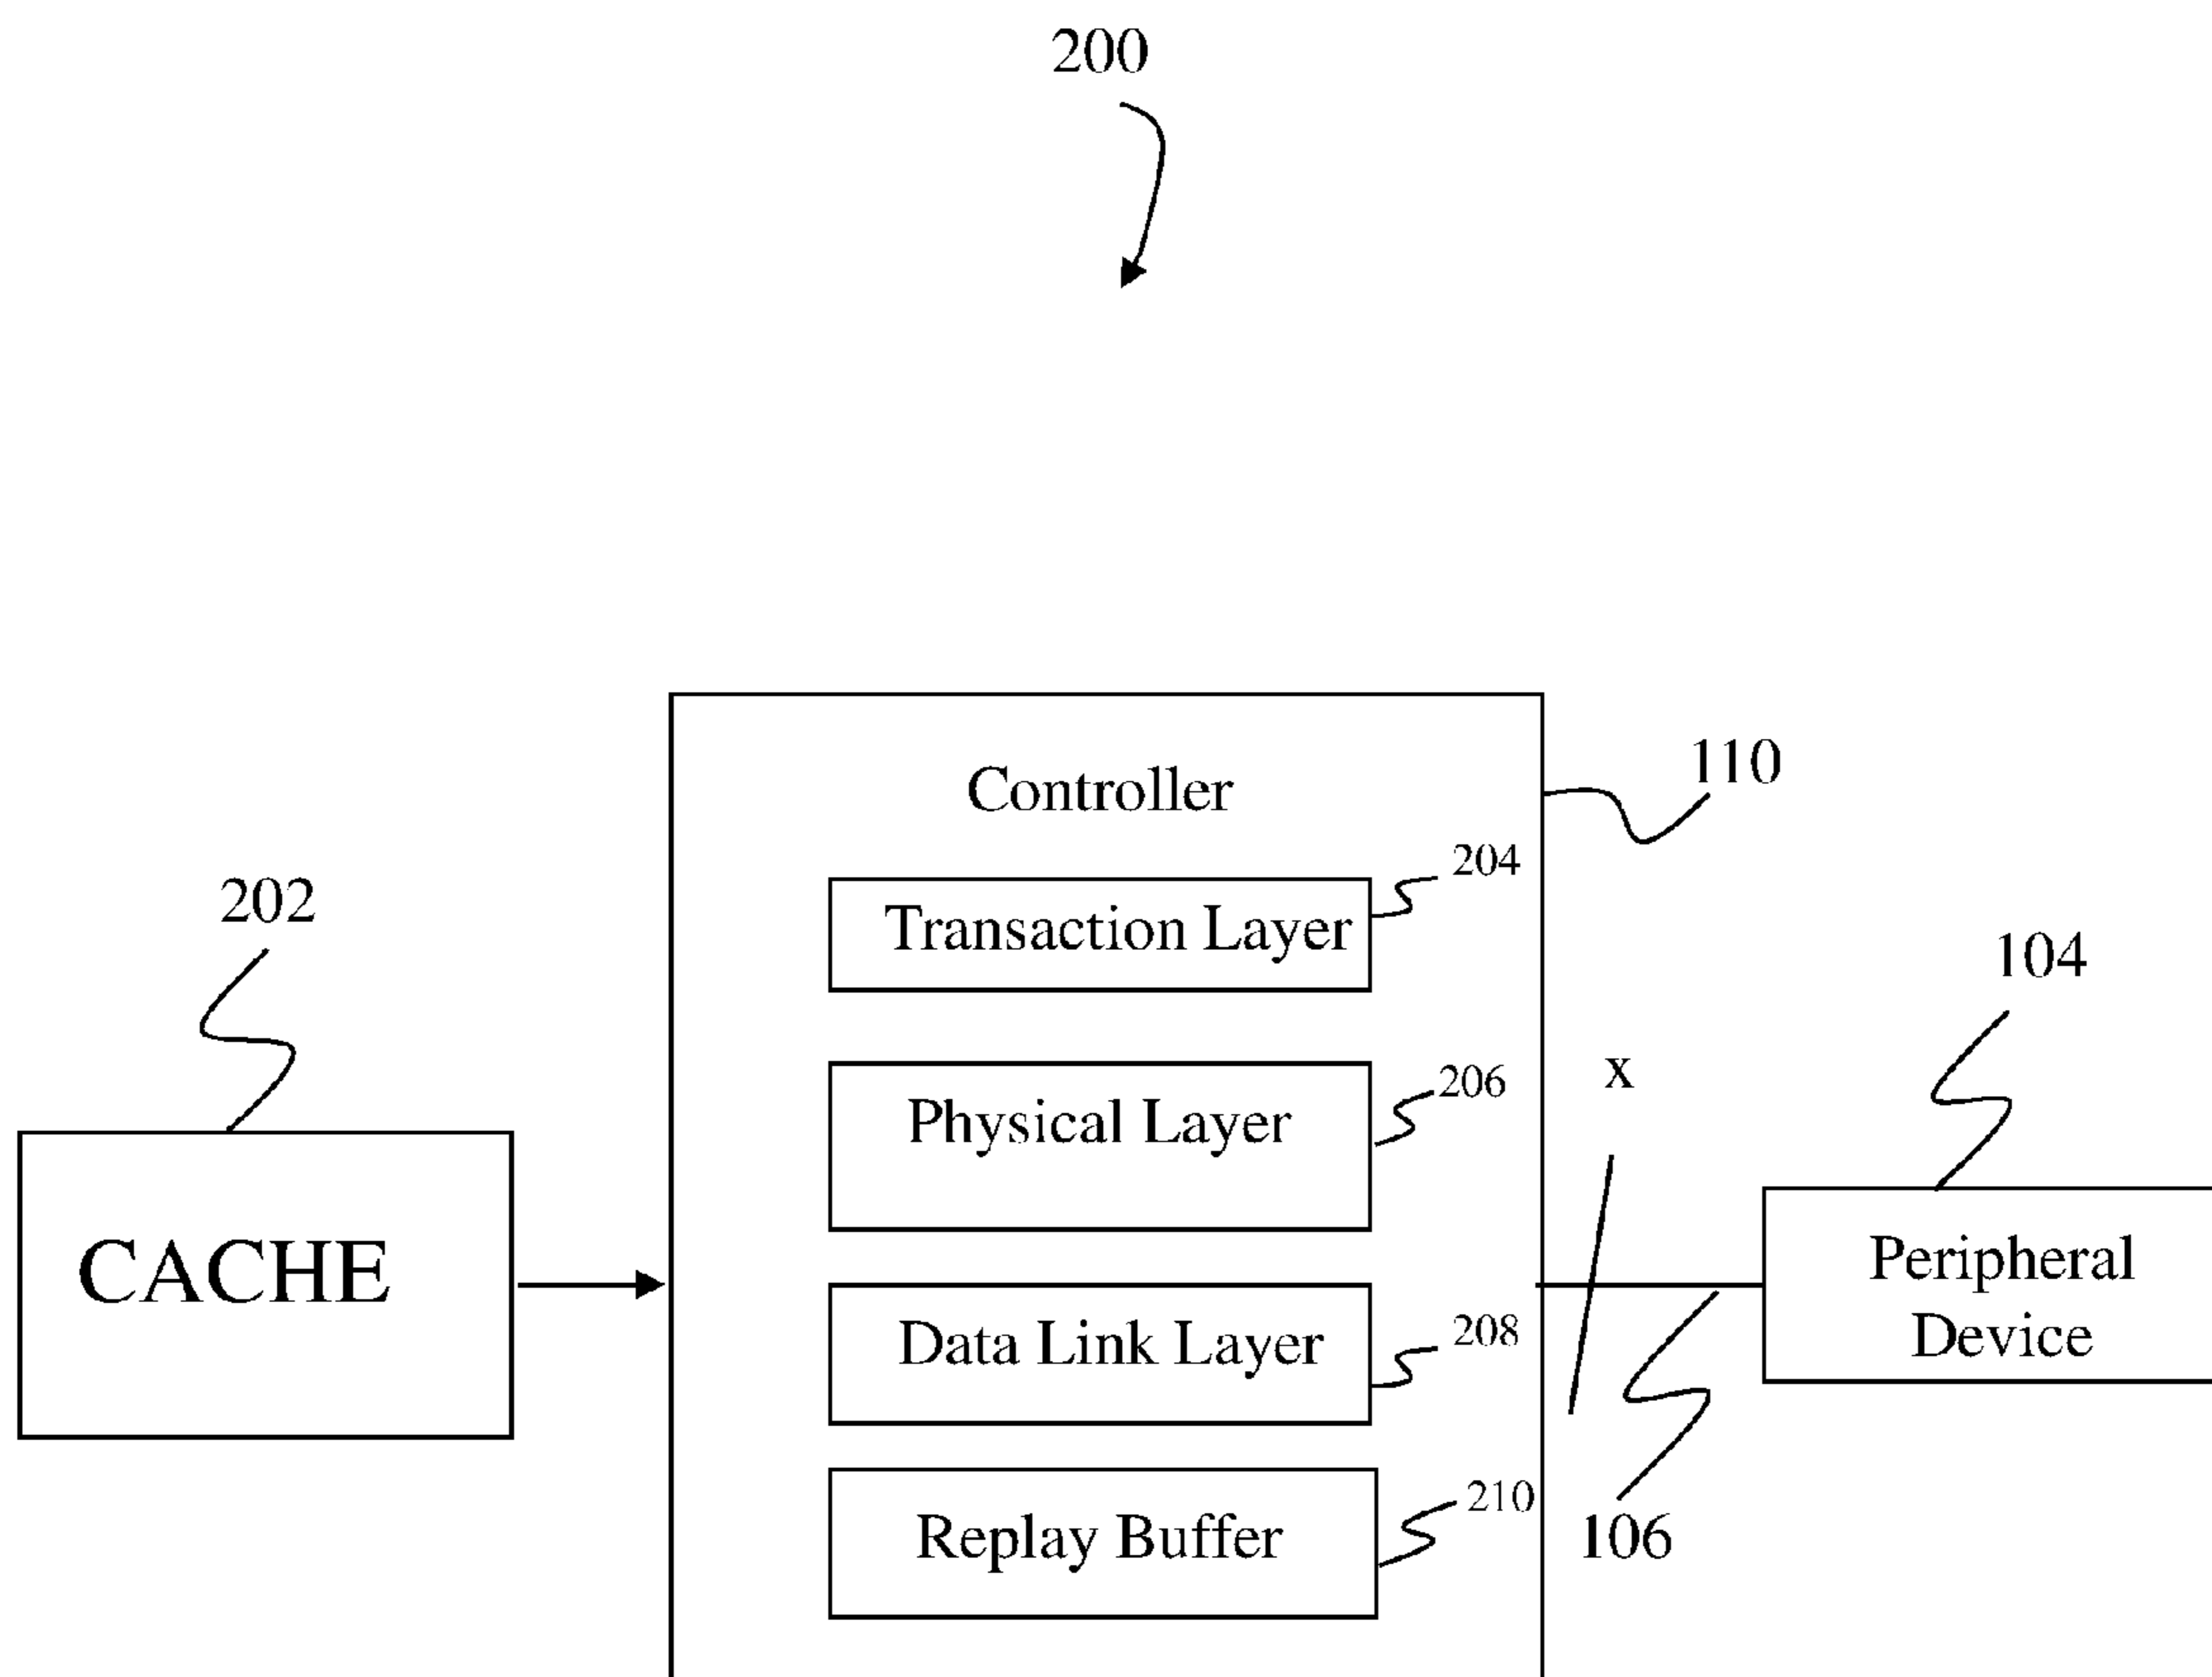 200
Controller
110
204
Transaction Layer
202
104
206
x
Physical Layer
CACHE
Peripheral
Device
208
Data Link Layer
210
Replay Buffer
106